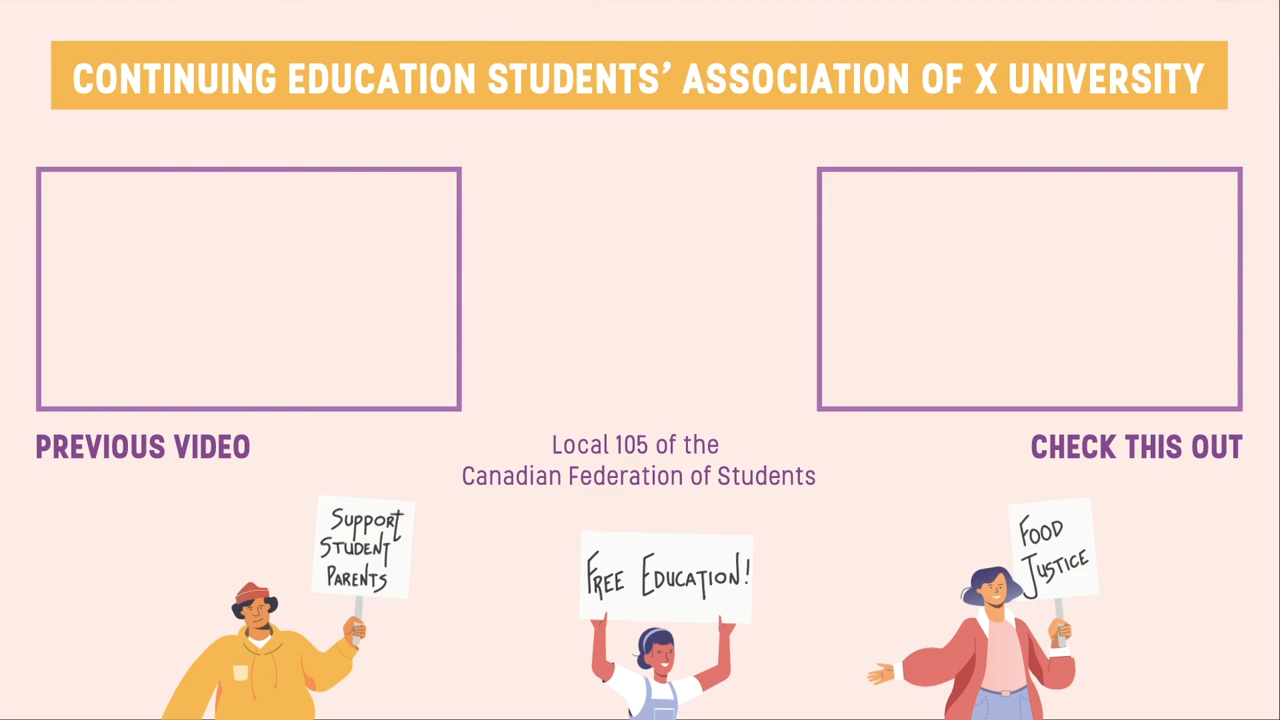 CONTINUING EDUCATION STUDENTS’ ASSOCIATION OF X UNIVERSITY
PREVIOUS VIDEO
Local 105 of the
Canadian Federation of Students
CHECK THIS OUT
SUPPORT
STUDENT
PARENTS
FREE EDUCATION!
FOOD
JUSTICE